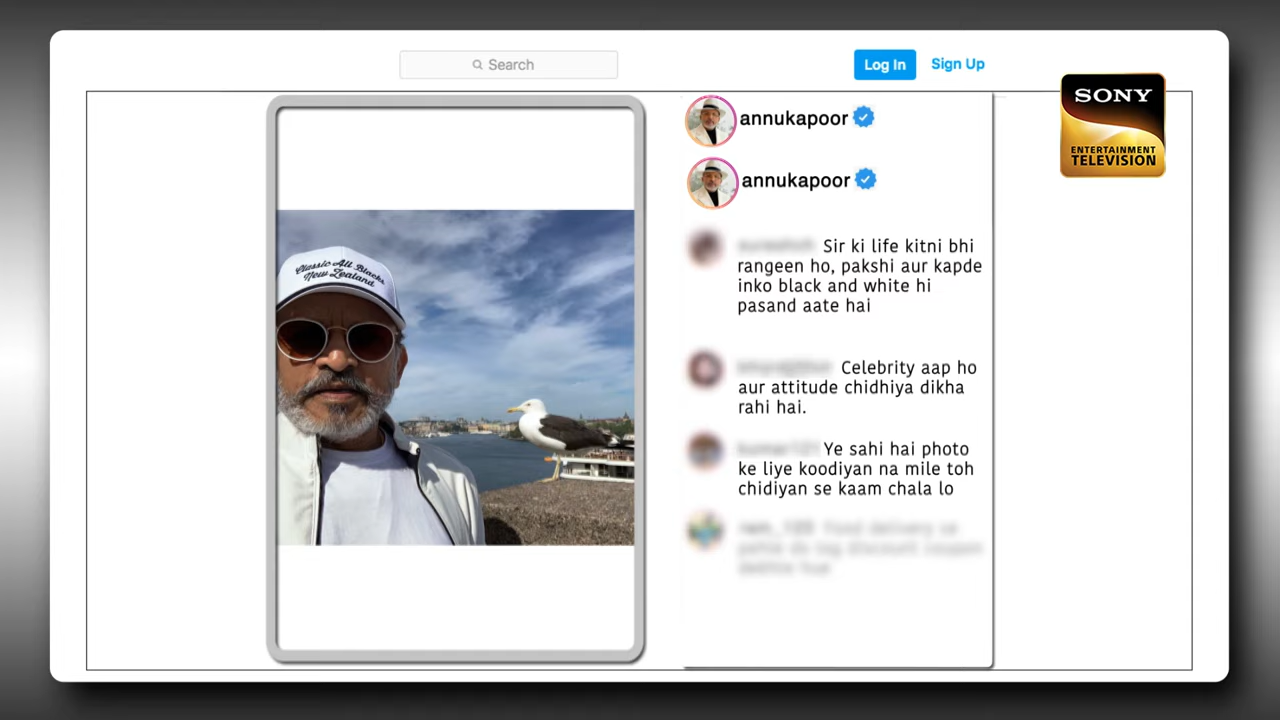 Search
Log In
Sign Up
SONY
ENTERTAINMENT
TELEVISION
annukapoor
annukapoor
Classic All Blacks
New Zealand
Sir ki life kitni bhi
rangeen ho, pakshi aur kapde
inko black and white hi
pasand aate hai
Celebrity aap ho
aur attitude chidhiya dikha
rahi hai.
Ye sahi hai photo
ke liye koodiyan na mile toh
chidiyan se kaam chala lo